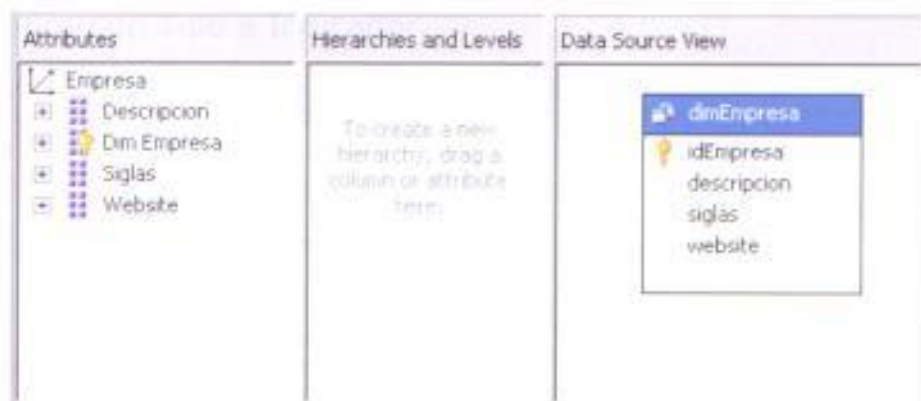 Attributes
Empresa
Descripcion
Dim Empresa
Siglas
Website
Hierarchies and Levels
To create a new
hierarchy, drag a
column or attribute
here.
Data Source View
dimEmpresa
idEmpresa
descripcion
siglas
website